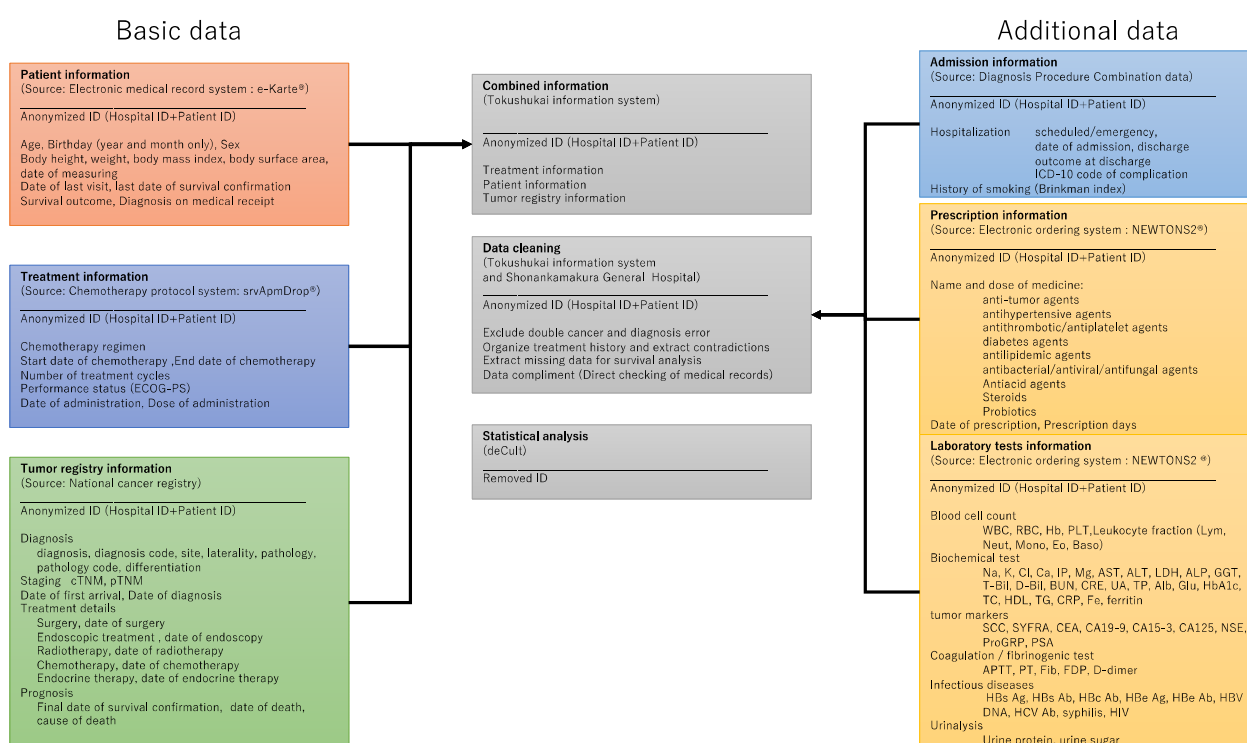 Basic data
Patient information
(Source: Electronic medical record system : e-Karte®)
Anonymized ID (Hospital ID+Patient ID)
Age, Birthday (year and month only), Sex
Body height, weight, body mass index, body surface area,
date of measuring
Date of last visit, last date of survival confirmation
Survival outcome, Diagnosis on medical receipt
Treatment information
(Source: Chemotherapy protocol system: srvApmDrop®)
Anonymized ID (Hospital ID+Patient ID)
Chemotherapy regimen
Start date of chemotherapy ,End date of chemotherapy
Number of treatment cycles
Performance status (ECOG-PS)
Date of administration, Dose of administration
Tumor registry information
(Source: National cancer registry)
Anonymized ID (Hospital ID+Patient ID)
Diagnosis
diagnosis, diagnosis code, site, laterality, pathology,
pathology code, differentiation
Staging cTNM, pTNM
Date of first arrival, Date of diagnosis
Treatment details
Surgery, date of surgery
Endoscopic treatment , date of endoscopy
Radiotherapy, date of radiotherapy
Chemotherapy, date of chemotherapy
Endocrine therapy, date of endocrine therapy
Prognosis
Final date of survival confirmation, date of death,
cause of death
Combined information
(Tokushukai information system)
Anonymized ID (Hospital ID+Patient ID)
Treatment information
Patient information
Tumor registry information
Data cleaning
(Tokushukai information system
and Shonankamakura General Hospital)
Anonymized ID (Hospital ID+Patient ID)
Exclude double cancer and diagnosis error
Organize treatment history and extract contradictions
Extract missing data for survival analysis
Data compliment (Direct checking of medical records)
Statistical analysis
(deCult)
Removed ID
Additional data
Admission information
(Source: Diagnosis Procedure Combination data)
Anonymized ID (Hospital ID+Patient ID)
Hospitalization scheduled/emergency,
date of admission, discharge
outcome at discharge
ICD-10 code of complication
History of smoking (Brinkman index)
Prescription information
(Source: Electronic ordering system : NEWTONS2®)
Anonymized ID (Hospital ID+Patient ID)
Name and dose of medicine:
anti-tumor agents
antihypertensive agents
antithrombotic/antiplatelet agents
diabetes agents
antilipidemic agents
antibacterial/antiviral/antifungal agents
Antiacid agents
Steroids
Probiotics
Date of prescription, Prescription days
Laboratory tests information
(Source: Electronic ordering system : NEWTONS2 ®)
Anonymized ID (Hospital ID+Patient ID)
Blood cell count
WBC, RBC, Hb, PLT,Leukocyte fraction (Lym,
Neut, Mono, Eo, Baso)
Biochemical test
Na, K, Cl, Ca, IP, Mg, AST, ALT, LDH, ALP, GGT,
T-Bil, D-Bil, BUN, CRE, UA, TP, Alb, Glu, HbA1c,
TC, HDL, TG, CRP, Fe, ferritin
tumor markers
SCC, SYFRA, CEA, CA19-9, CA15-3, CA125, NSE,
ProGRP, PSA
Coagulation / fibrinogenic test
APTT, PT, Fib, FDP, D-dimer
Infectious diseases
HBs Ag, HBs Ab, HBc Ab, HBe Ag, HBe Ab, HBV
DNA, HCV Ab, syphilis, HIV
Urinalysis
Urine protein, urine sugar